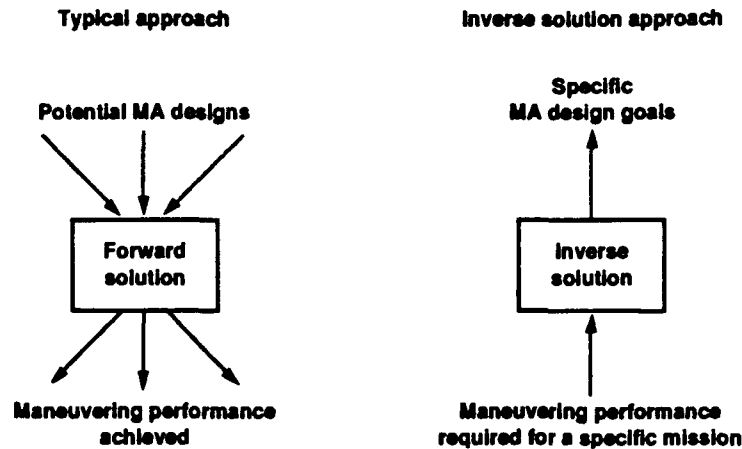 Typical approach
Potential MA designs
Forward
solution
Maneuvering performance
achieved
Inverse solution approach
Specific
MA design goals
Inverse
solution
Maneuvering performance
required for a specific mission